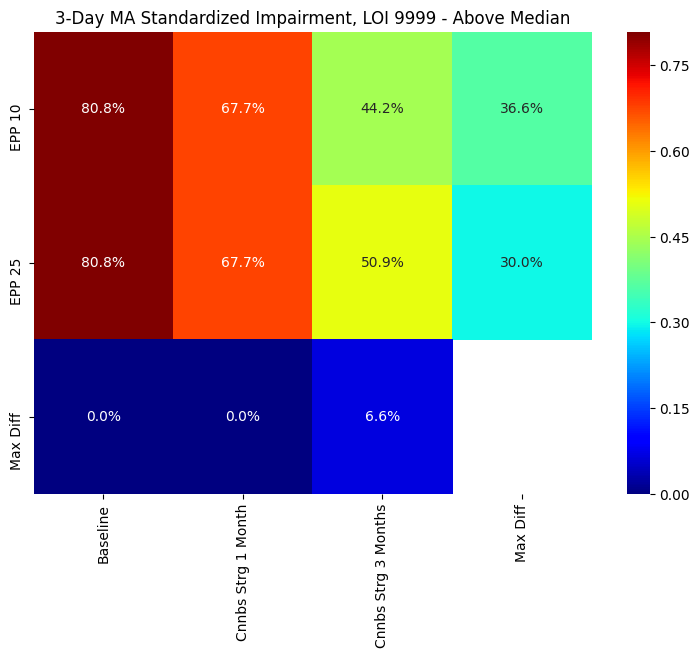 3-Day MA Standardized Impairment, LOI 9999 - Above Median
EPP 10
80.8%
67.7%
44.2%
36.6%
EPP 25
80.8%
67.7%
50.9%
30.0%
Max Diff
0.0%
0.0%
6.6%
Baseline
Cnnbs Strg 1 Month
Cnnbs Strg 3 Months
Max Diff
0.75
0.60
0.45
0.30
0.15
0.00